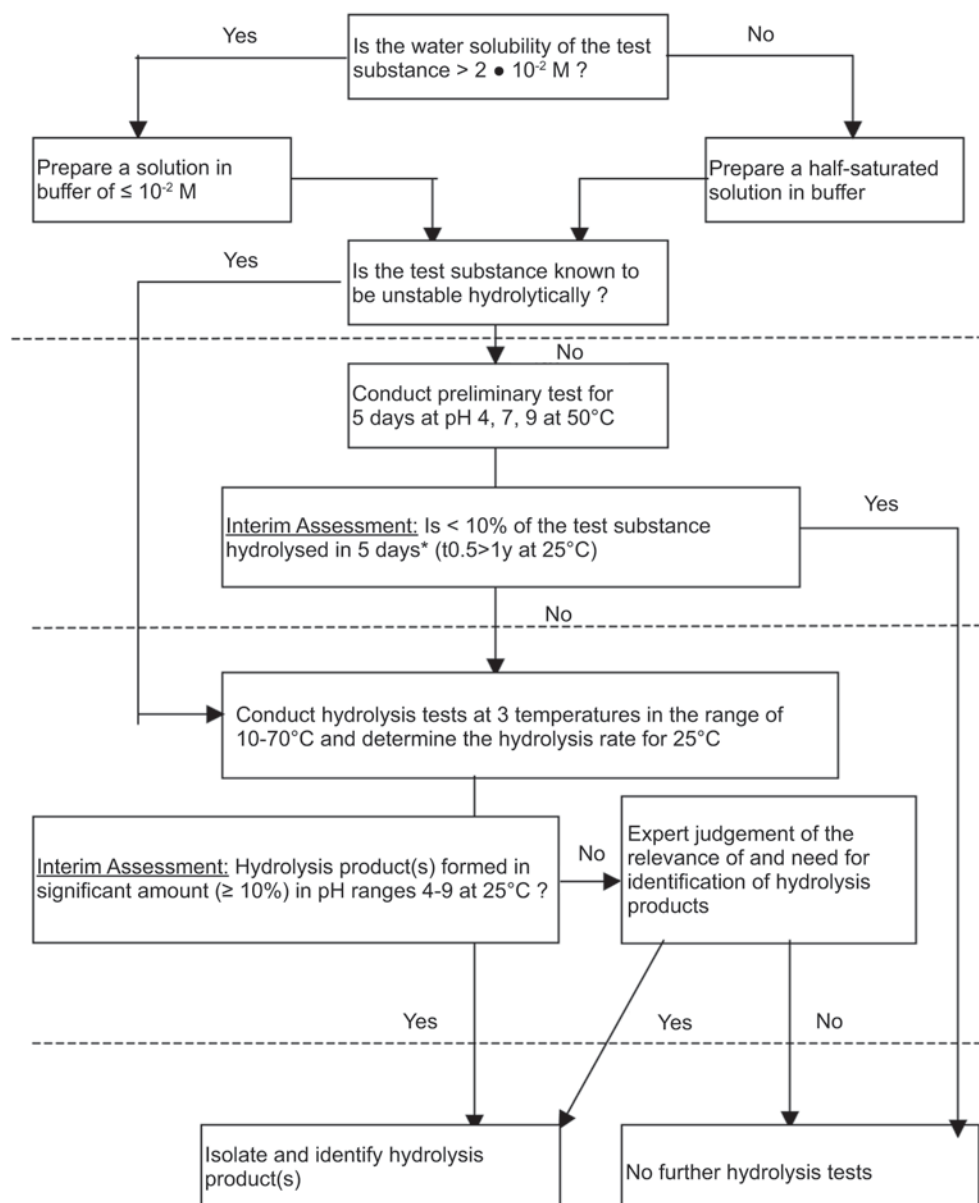 Yes
Is the water solubility of the test
substance > 2 ● 10⁻² M ?
No
Prepare a solution in
buffer of ≤ 10⁻² M
Prepare a half-saturated
solution in buffer
Yes
Is the test substance known to
be unstable hydrolytically ?
No
Conduct preliminary test for
5 days at pH 4, 7, 9 at 50°C
Interim Assessment: Is < 10% of the test substance
hydrolysed in 5 days* (t0.5>1y at 25°C)
Yes
No
Conduct hydrolysis tests at 3 temperatures in the range of
10-70°C and determine the hydrolysis rate for 25°C
Interim Assessment: Hydrolysis product(s) formed in
significant amount (≥ 10%) in pH ranges 4-9 at 25°C ?
No
Expert judgement of the
relevance of and need for
identification of hydrolysis
products
Yes
Yes
No
Isolate and identify hydrolysis
product(s)
No further hydrolysis tests